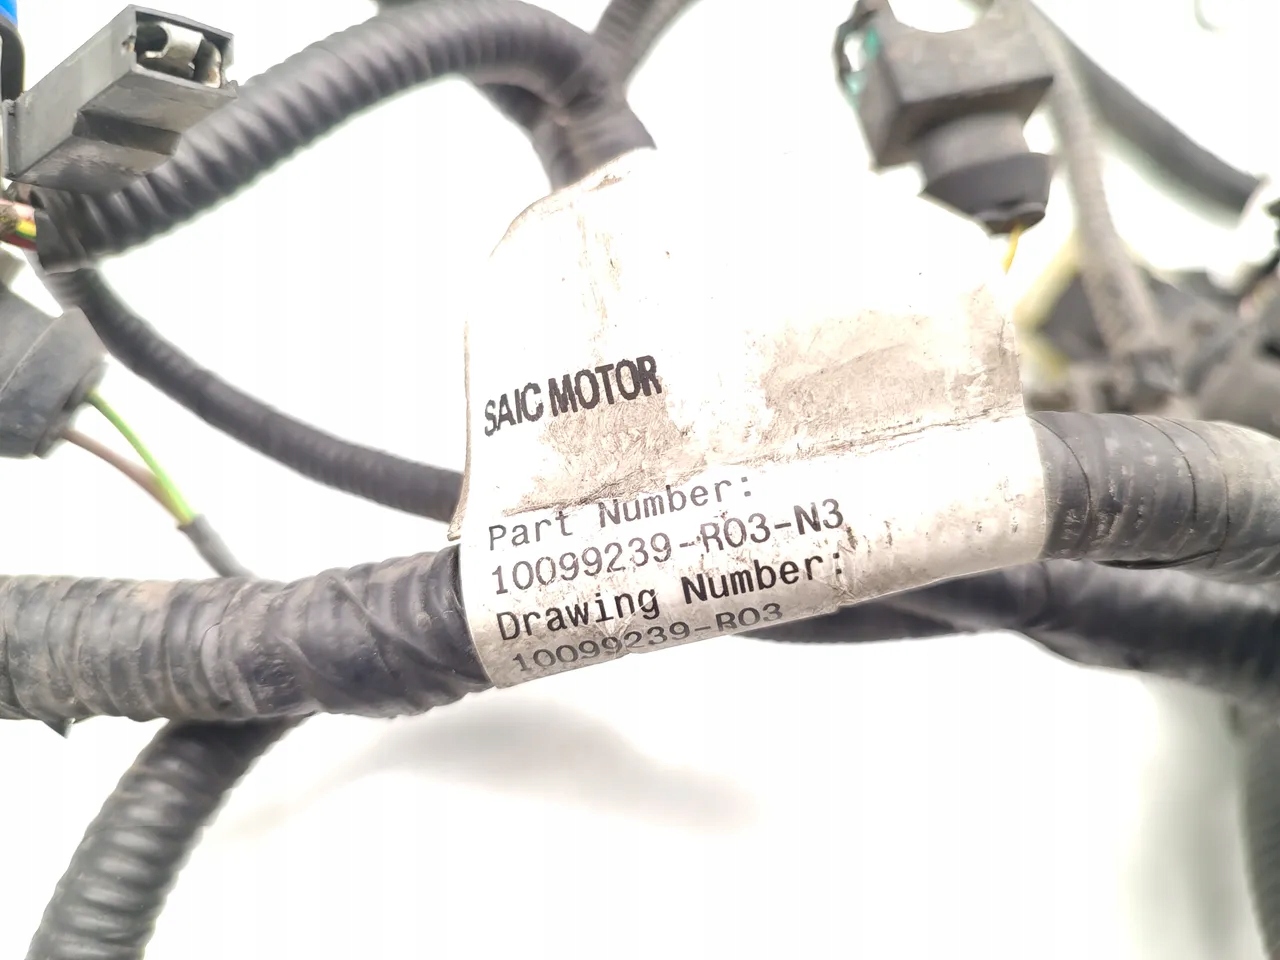 SAIC MOTOR
Part Number:
10099239-R03-N3
Drawing Number:
10099239-R03